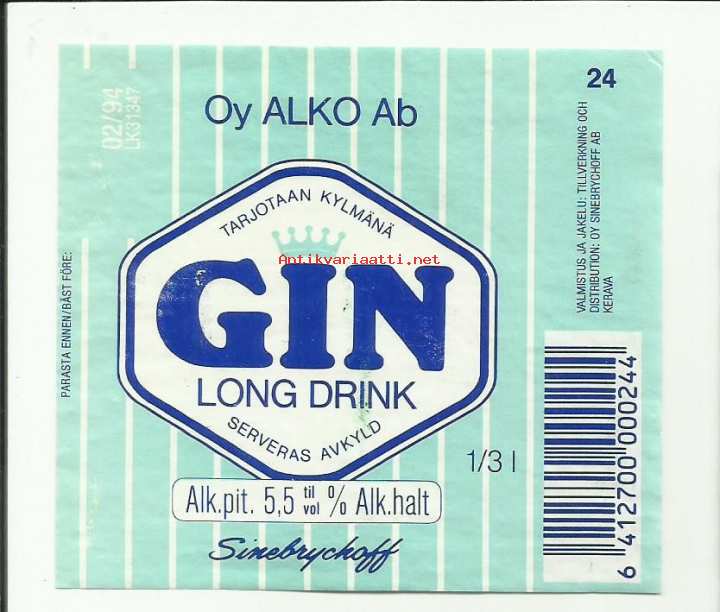 02/94
LK31347
Oy ALKO Ab
24
TARJOTAAN KYLMÄNÄ
Antikvariaatti.net
GIN
LONG DRINK
SERVERAS AVKYLD
1/3 l
Alk.pit. 5,5 til vol % Alk.halt
Sinebrychoff
PARASTA ENNEN/BÄST FÖRE:
VALMISTUS JA JAKELU: TILLVERKNING OCH
DISTRIBUTION: OY SINEBRYCHOFF AB
KERAVA
6 412700 000244